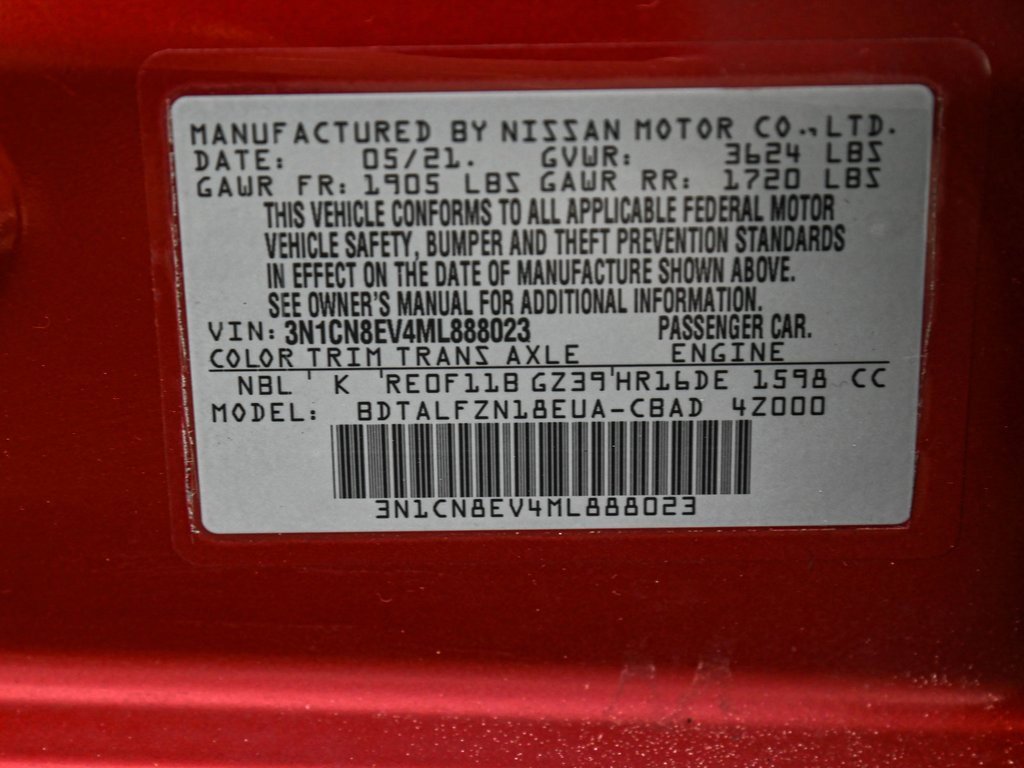 MANUFACTURED BY NISSAN MOTOR CO.,LTD.
DATE: 05/21. GVWR: 3624 LBS
GAWR FR: 1905 LBS GAWR RR: 1720 LBS
THIS VEHICLE CONFORMS TO ALL APPLICABLE FEDERAL MOTOR
VEHICLE SAFETY, BUMPER AND THEFT PREVENTION STANDARDS
IN EFFECT ON THE DATE OF MANUFACTURE SHOWN ABOVE.
SEE OWNER'S MANUAL FOR ADDITIONAL INFORMATION.
VIN: 3N1CN8EV4ML888023 PASSENGER CAR.
COLOR TRIM TRANS AXLE ENGINE
NBL ' K 'RE0F11B GZ39'HR16DE 1598 CC
MODEL: BDTALFZN18EUA-CBAD 4Z000
3N1CN8EV4ML888023